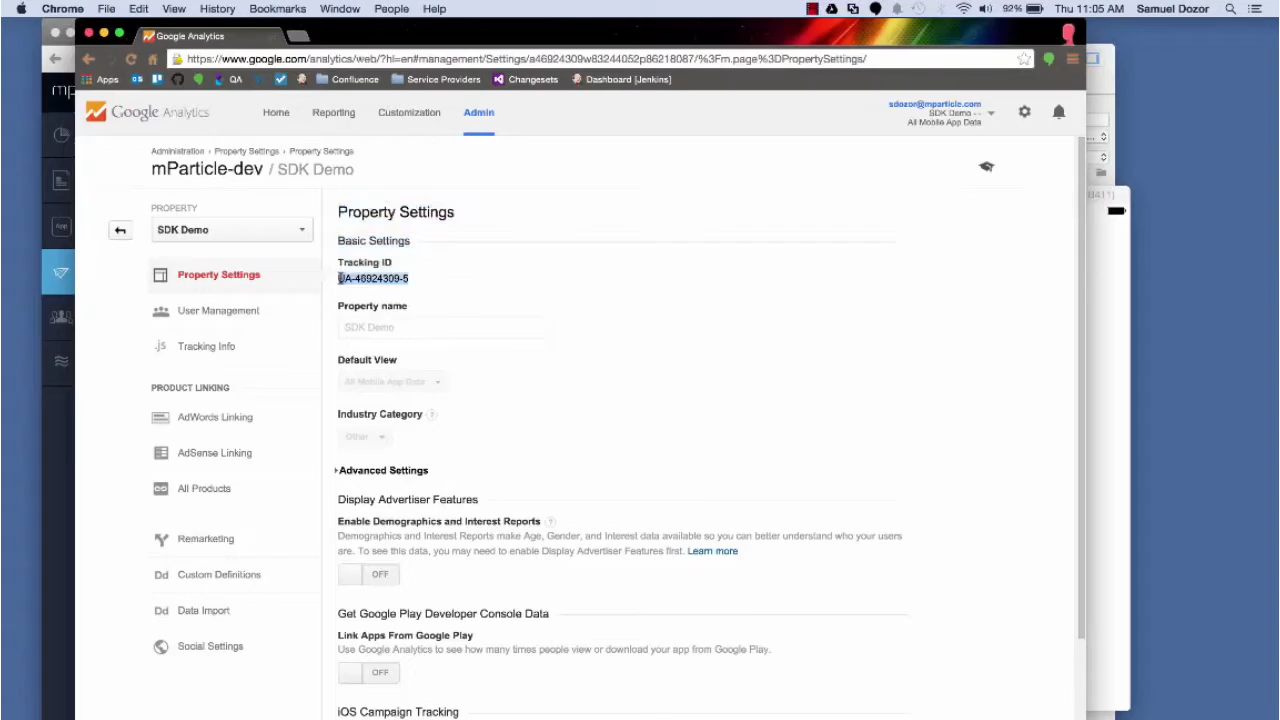 Chrome File Edit View History Bookmarks Window People Help 92% Thu 11:05 AM Samuel Dozor
Google Analytics
https://www.google.com/analytics/web/?hl=en#management/Settings/a46924309w83244052p86218087/%3Fm.page%3DPropertySettings/
Apps QA Confluence Service Providers Changesets Dashboard [Jenkins]
mp
Google Analytics Home Reporting Customization Admin
sdozor@mparticle.com
SDK Demo - -
All Mobile App Data
Administration › Property Settings › Property Settings
mParticle-dev / SDK Demo
PROPERTY
SDK Demo
Property Settings
User Management
.js Tracking Info
PRODUCT LINKING
AdWords Linking
AdSense Linking
All Products
Remarketing
Dd Custom Definitions
Dd Data Import
Social Settings
App
Property Settings
Basic Settings
Tracking ID
UA-46924309-5
Property name
SDK Demo
Default View
All Mobile App Data
Industry Category ?
Other
Advanced Settings
Display Advertiser Features
Enable Demographics and Interest Reports ?
Demographics and Interest Reports make Age, Gender, and Interest data available so you can better understand who your users
are. To see this data, you may need to enable Display Advertiser Features first. Learn more
OFF
Get Google Play Developer Console Data
Link Apps From Google Play
Use Google Analytics to see how many times people view or download your app from Google Play.
OFF
iOS Campaign Tracking